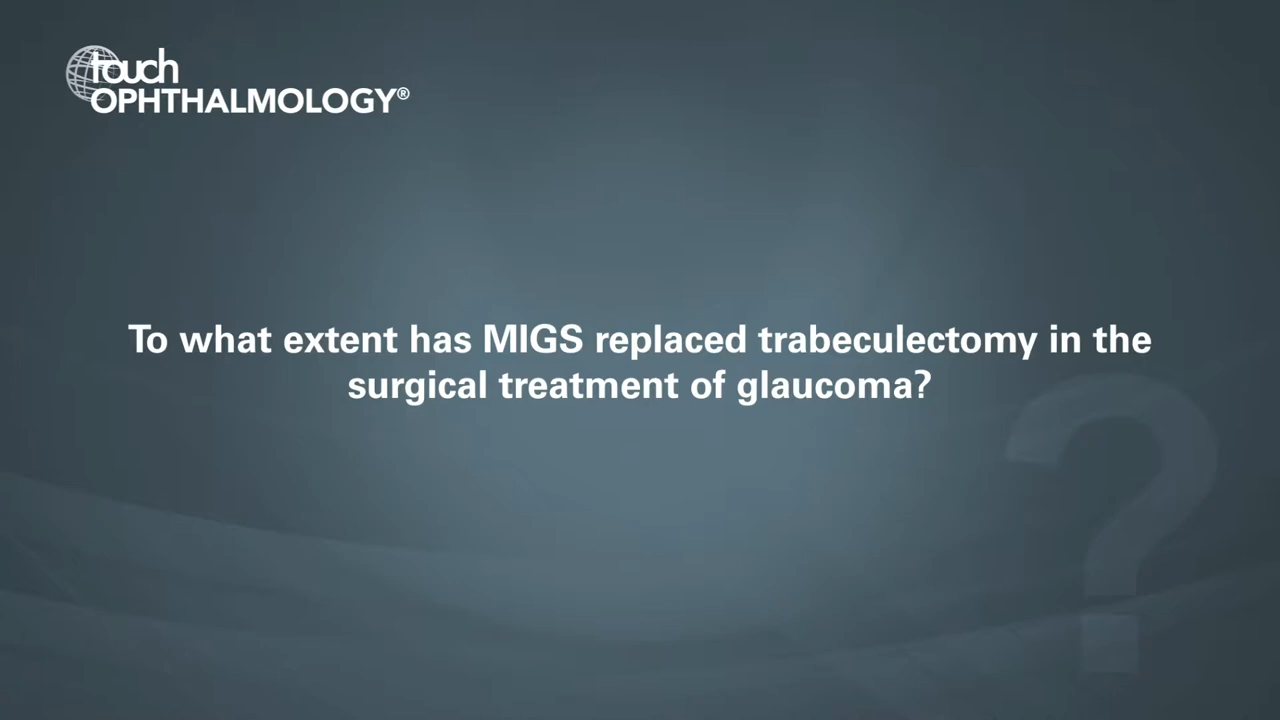 touch
OPHTHALMOLOGY®
To what extent has MIGS replaced trabeculectomy in the
surgical treatment of glaucoma?
?